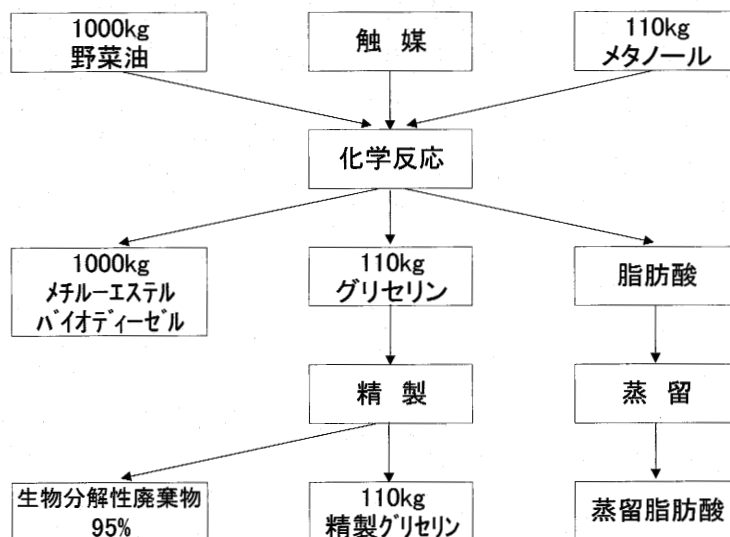 1000kg
野菜油
触 媒
110kg
メタノール
化学反応
1000kg
メチルーエステル
バイオディーゼル
110kg
グリセリン
脂肪酸
精 製
蒸 留
生物分解性廃棄物
95%
110kg
精製グリセリン
蒸留脂肪酸